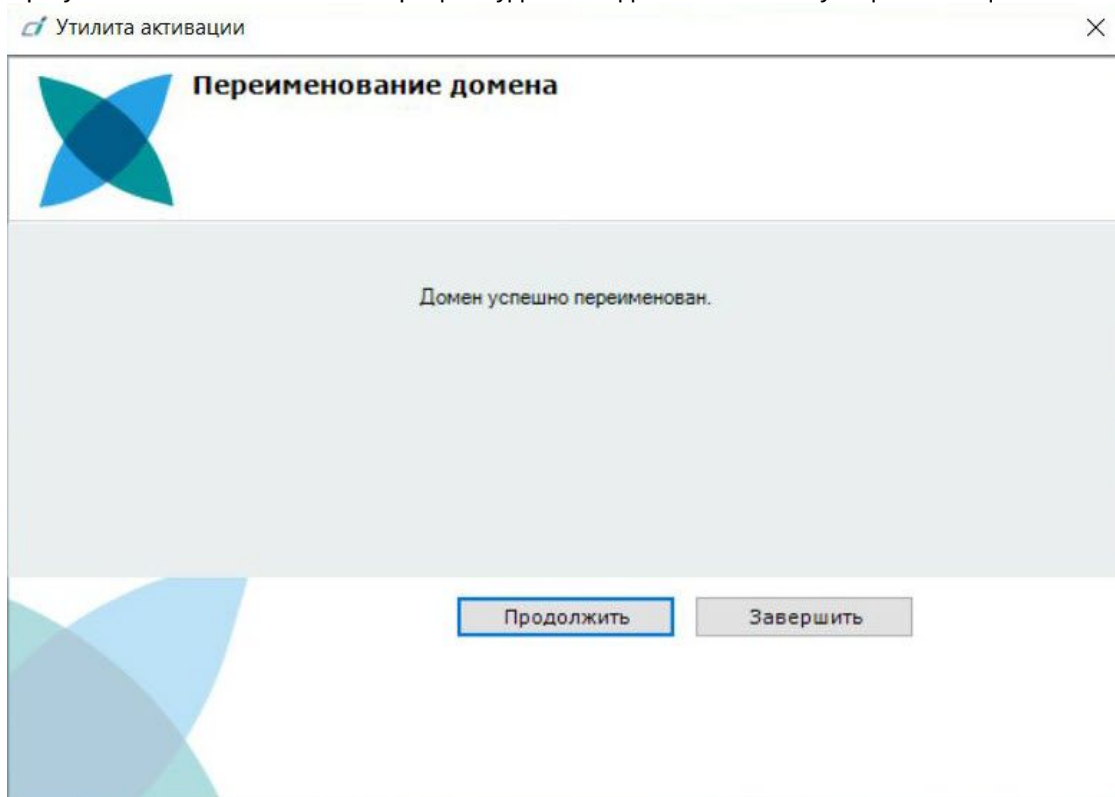 Утилита активации
Переименование домена
Домен успешно переименован.
Продолжить
Завершить